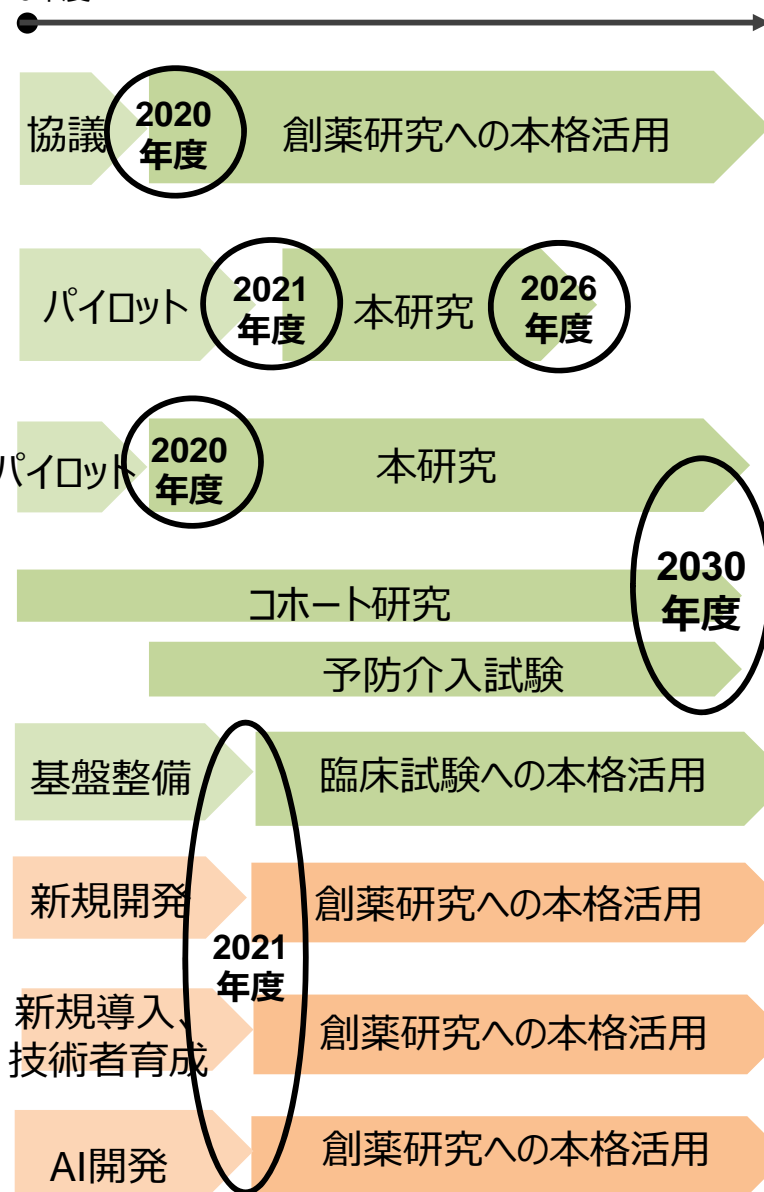 協議
2020
年度
創薬研究への本格活用
パイロット
2021
年度
本研究
2026
年度
パイロット
2020
年度
本研究
2030
年度
コホート研究
予防介入試験
基盤整備
臨床試験への本格活用
新規開発
創薬研究への本格活用
2021
年度
新規導入、
技術者育成
創薬研究への本格活用
AI開発
創薬研究への本格活用